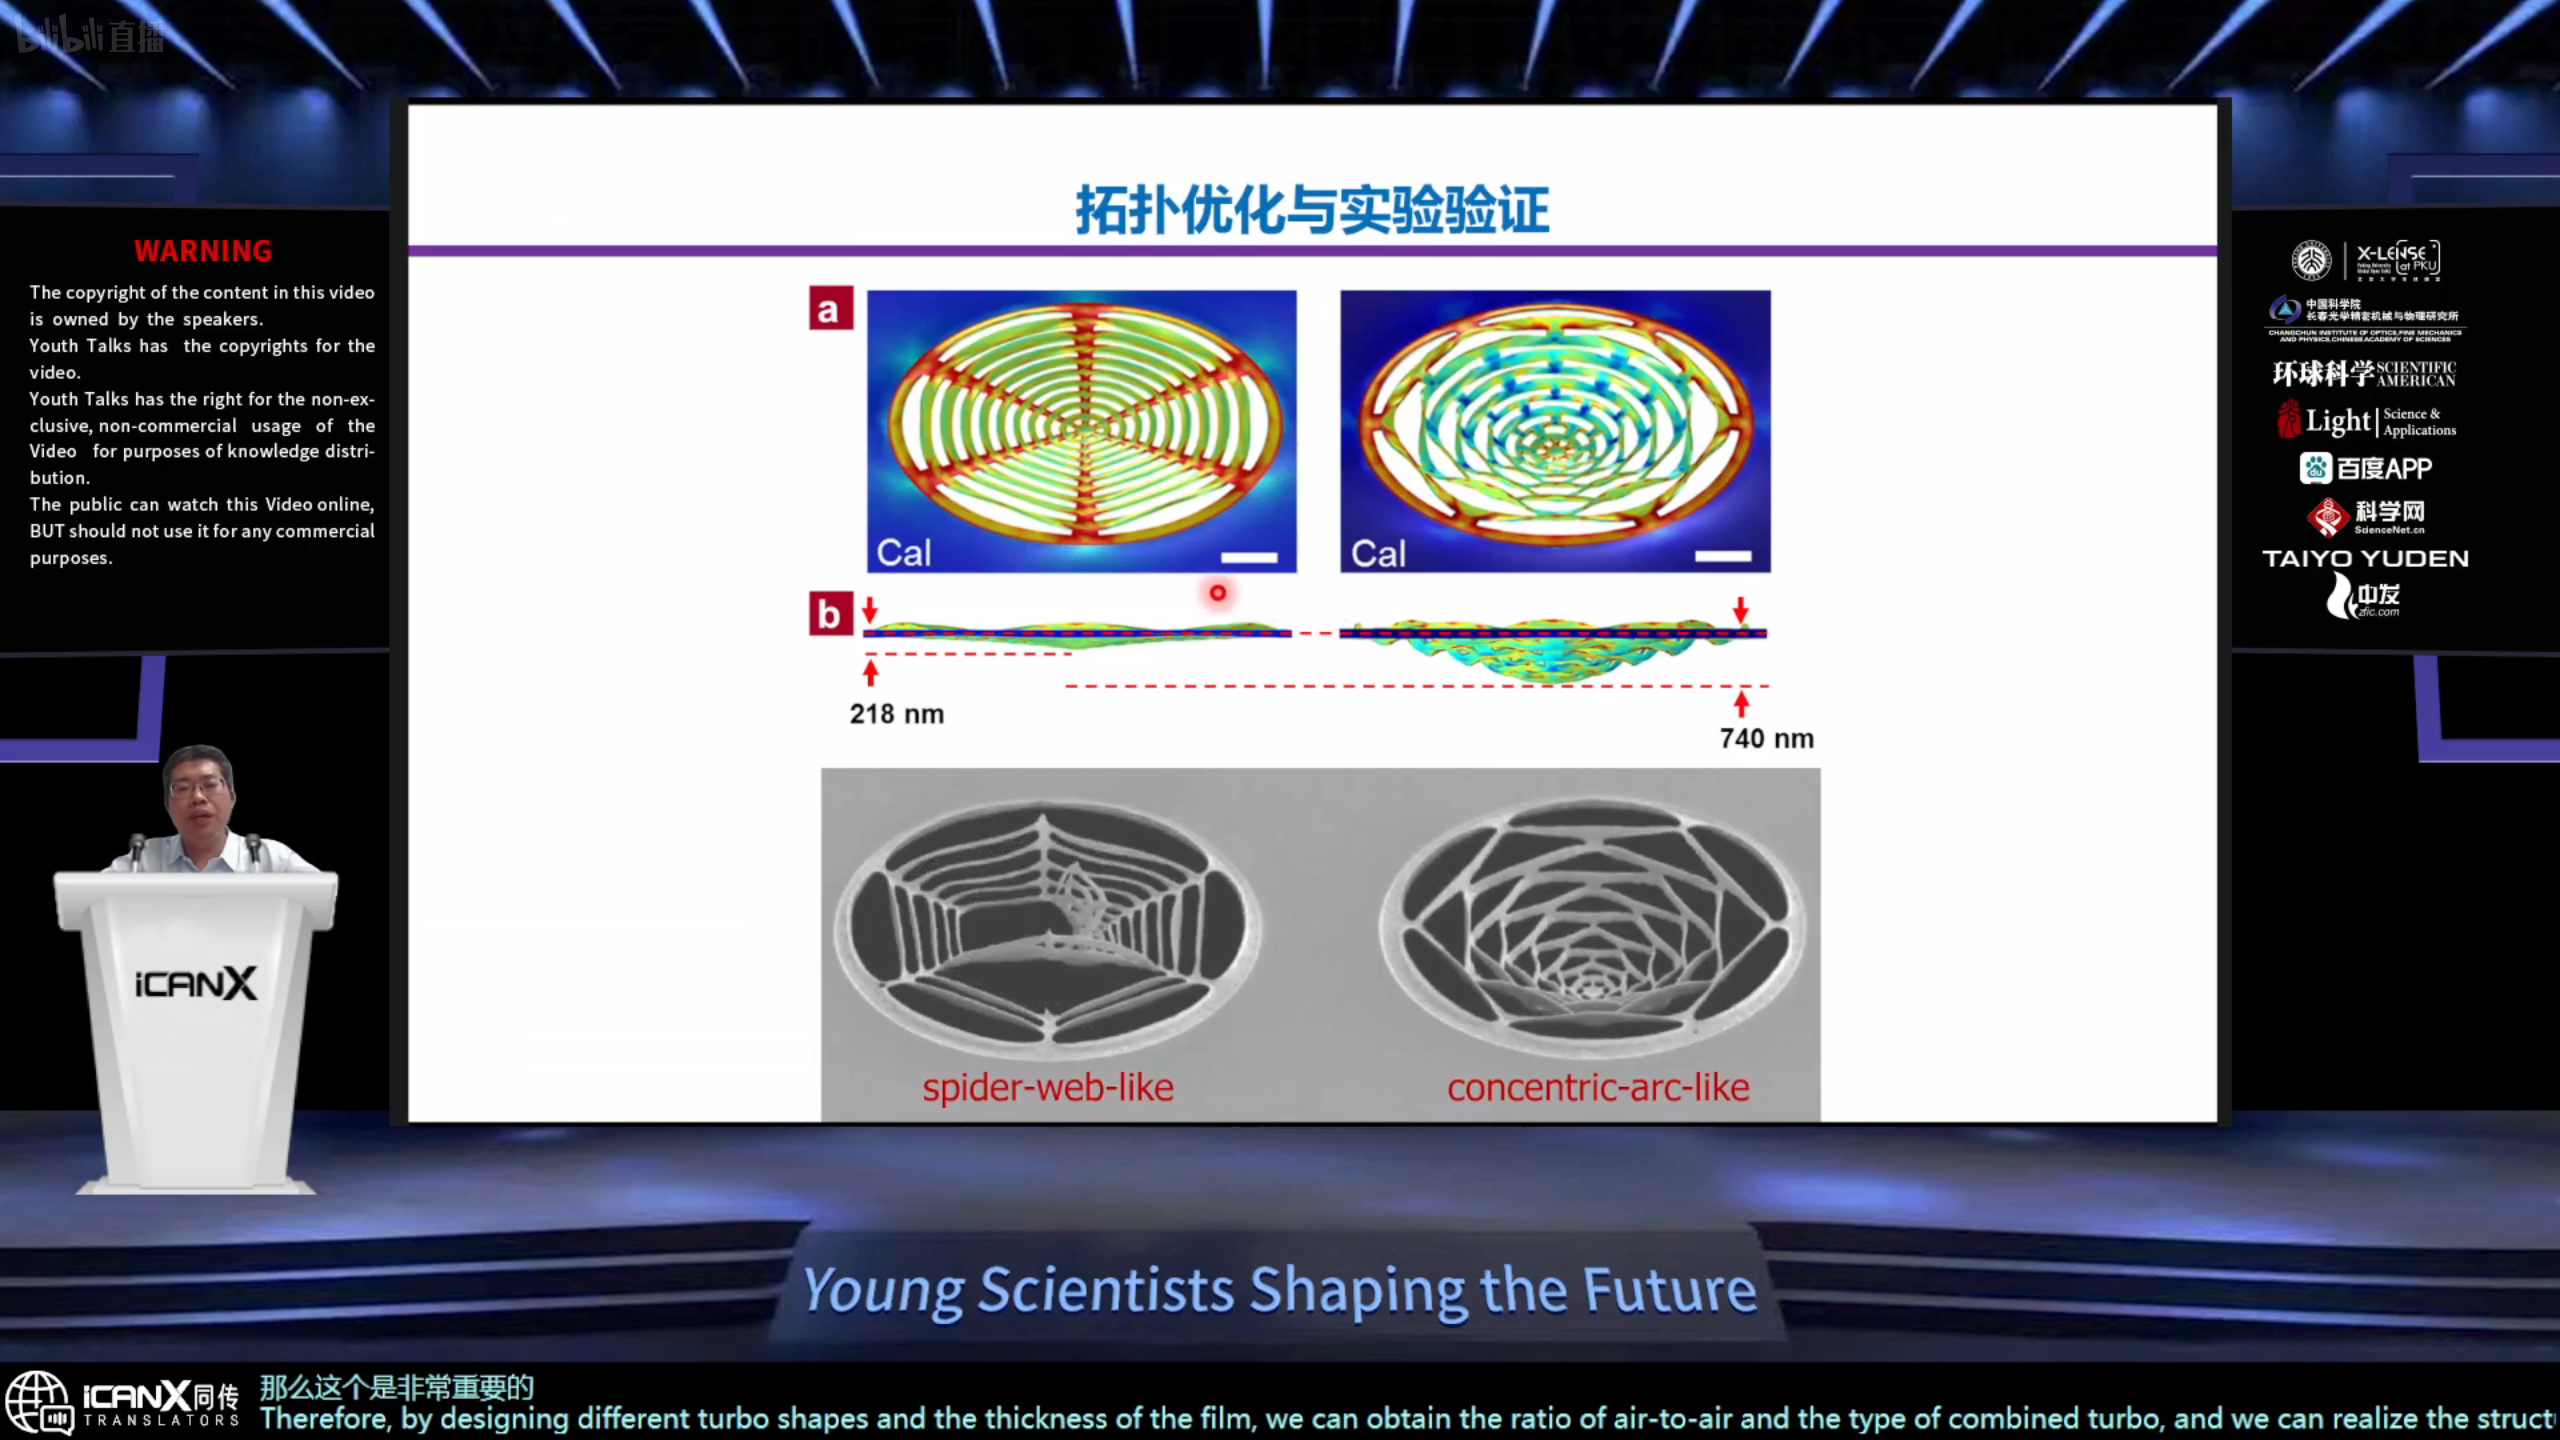 bilibili直播
拓扑优化与实验验证
WARNING
The copyright of the content in this video
is owned by the speakers.
Youth Talks has the copyrights for the
video.
Youth Talks has the right for the non-ex-
clusive, non-commercial usage of the
Video for purposes of knowledge distri-
bution.
The public can watch this Video online,
BUT should not use it for any commercial
purposes.
a
Cal
Cal
b
218 nm
740 nm
spider-web-like
concentric-arc-like
X-LENSE
at PKU
中国科学院
长春光学精密机械与物理研究所
CHANGCHUN INSTITUTE OF OPTICS,FINE MECHANICS
AND PHYSICS,CHINESE ACADEMY OF SCIENCES
环球科学 SCIENTIFIC AMERICAN
Light Science & Applications
du 百度APP
科学网
ScienceNet.cn
TAIYO YUDEN
中发
zfic.com
iCANX
Young Scientists Shaping the Future
iCANX同传
TRANSLATORS
那么这个是非常重要的
Therefore, by designing different turbo shapes and the thickness of the film, we can obtain the ratio of air-to-air and the type of combined turbo, and we can realize the struct